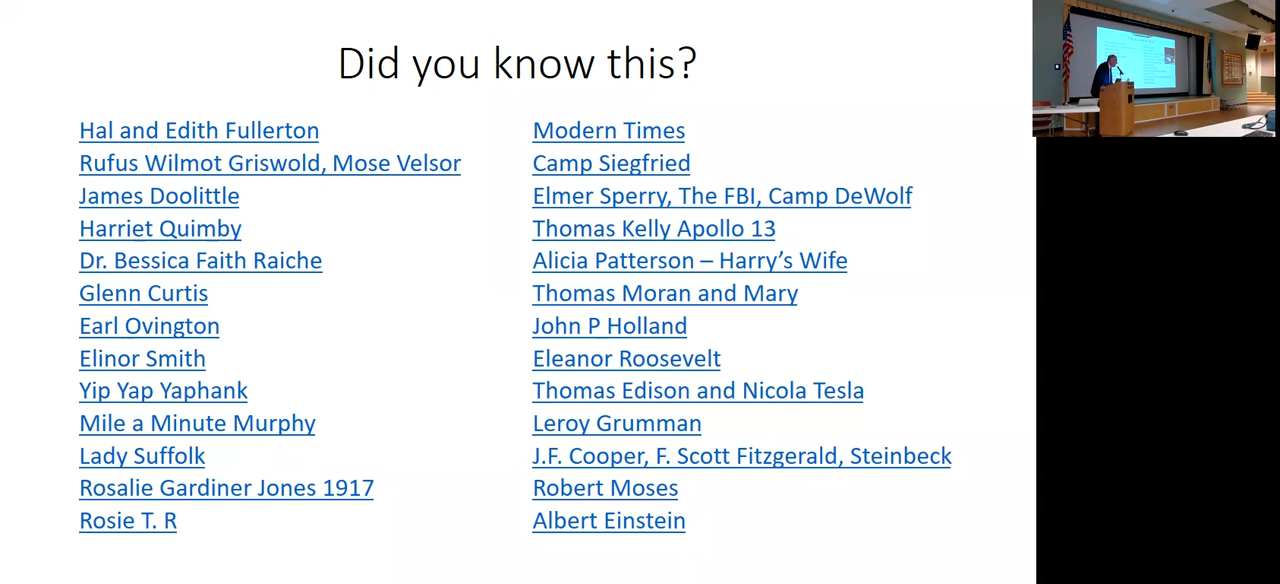 Did you know this?
Hal and Edith Fullerton
Rufus Wilmot Griswold, Mose Velsor
James Doolittle
Harriet Quimby
Dr. Bessica Faith Raiche
Glenn Curtis
Earl Ovington
Elinor Smith
Yip Yap Yaphank
Mile a Minute Murphy
Lady Suffolk
Rosalie Gardiner Jones 1917
Rosie T. R
Modern Times
Camp Siegfried
Elmer Sperry, The FBI, Camp DeWolf
Thomas Kelly Apollo 13
Alicia Patterson – Harry’s Wife
Thomas Moran and Mary
John P Holland
Eleanor Roosevelt
Thomas Edison and Nicola Tesla
Leroy Grumman
J.F. Cooper, F. Scott Fitzgerald, Steinbeck
Robert Moses
Albert Einstein